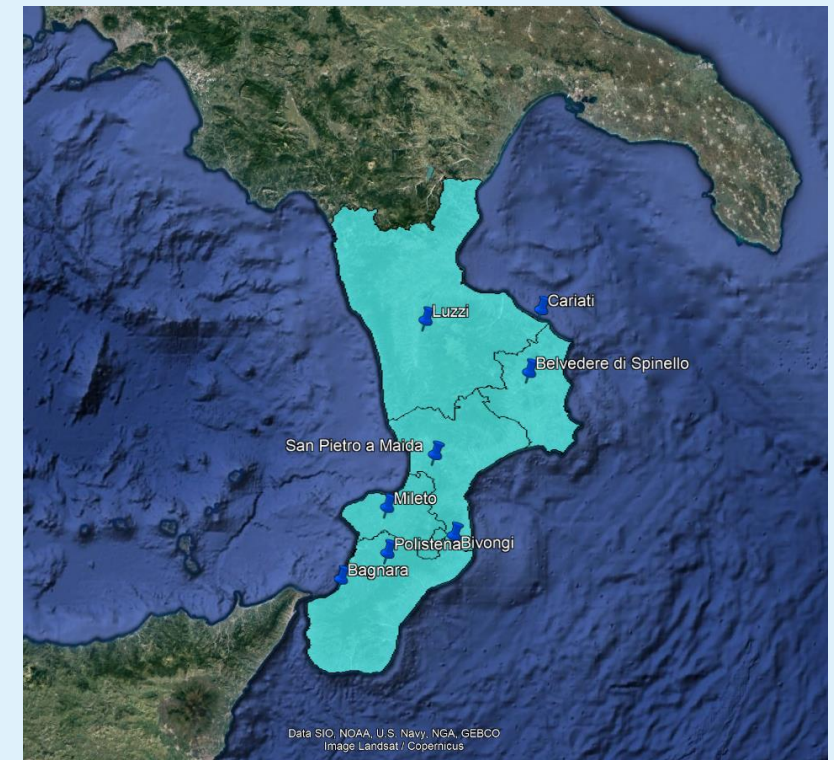 Cariati
Luzzi
Belvedere di Spinello
San Pietro a Maida
Mileto
Polistena
Bivongi
Bagnara
Data SIO, NOAA, U.S. Navy, NGA, GEBCO
Image Landsat / Copernicus